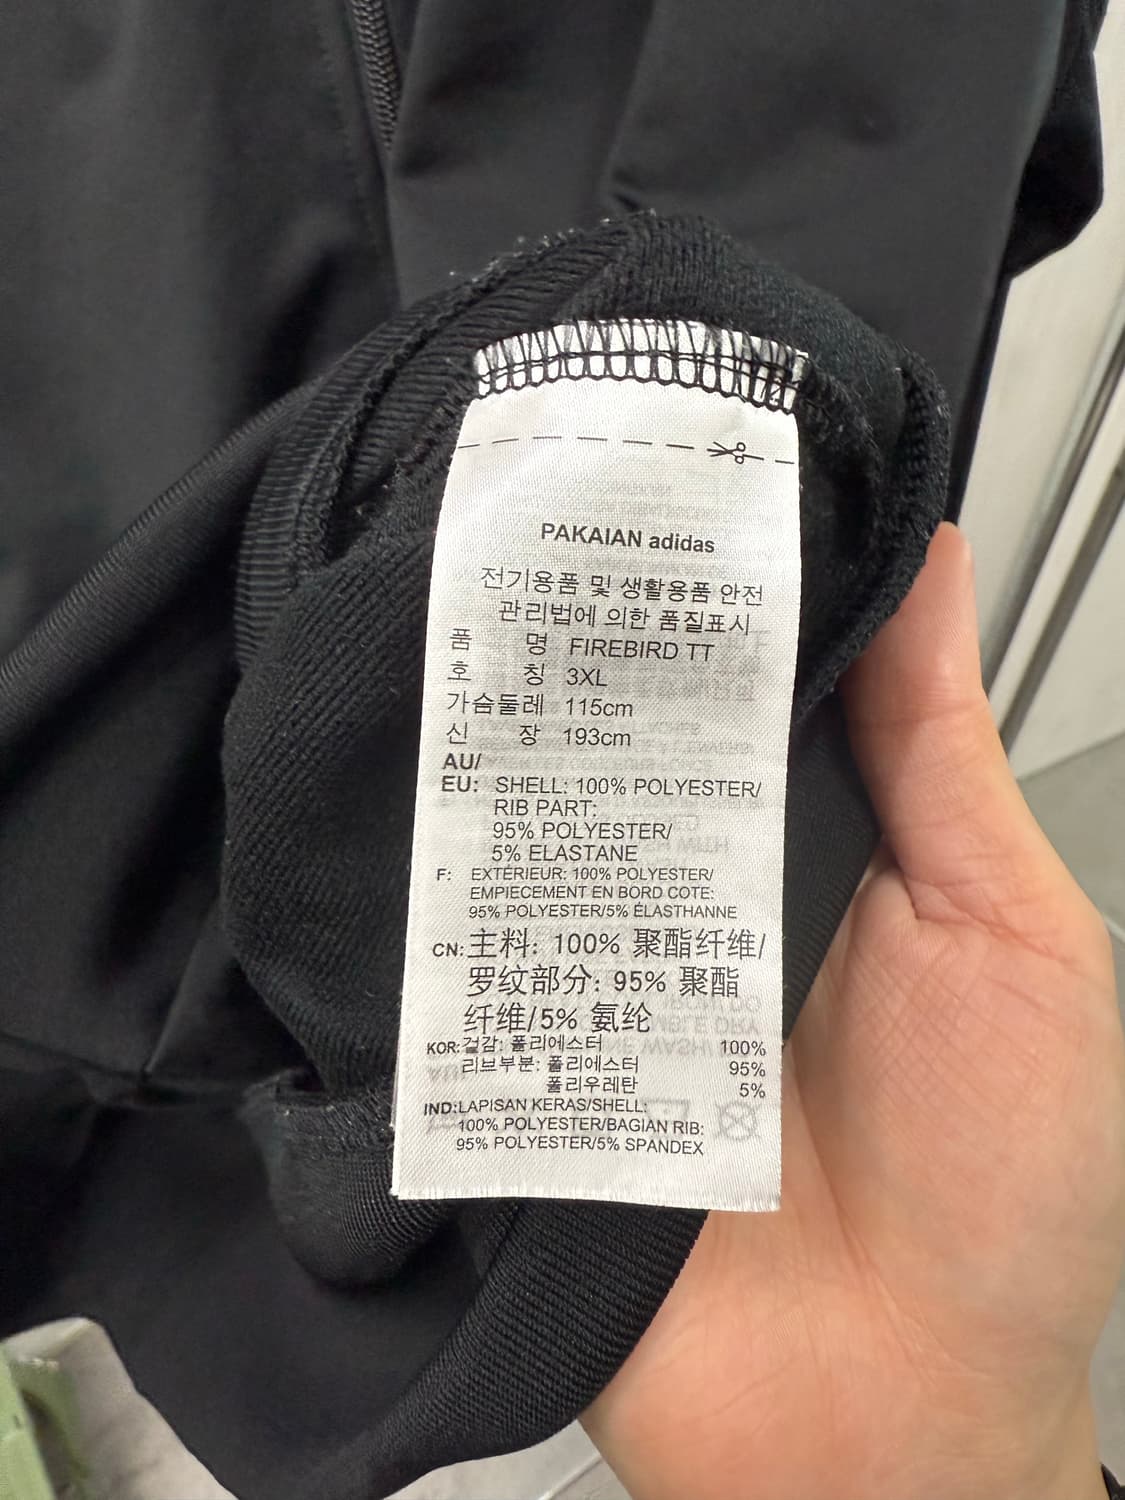 PAKAIAN adidas
전기용품 및 생활용품 안전
관리법에 의한 품질표시
품 명 FIREBIRD TT
호 칭 3XL
가슴둘레 115cm
신 장 193cm
AU/
EU: SHELL: 100% POLYESTER/
RIB PART:
95% POLYESTER/
5% ELASTANE
F: EXTÉRIEUR: 100% POLYESTER/
EMPIECEMENT EN BORD COTE:
95% POLYESTER/5% ÉLASTHANNE
CN: 主料: 100% 聚酯纤维/
罗纹部分: 95% 聚酯
纤维/5% 氨纶
KOR: 겉감: 폴리에스터 100%
리브부분: 폴리에스터 95%
폴리우레탄 5%
IND: LAPISAN KERAS/SHELL:
100% POLYESTER/BAGIAN RIB:
95% POLYESTER/5% SPANDEX